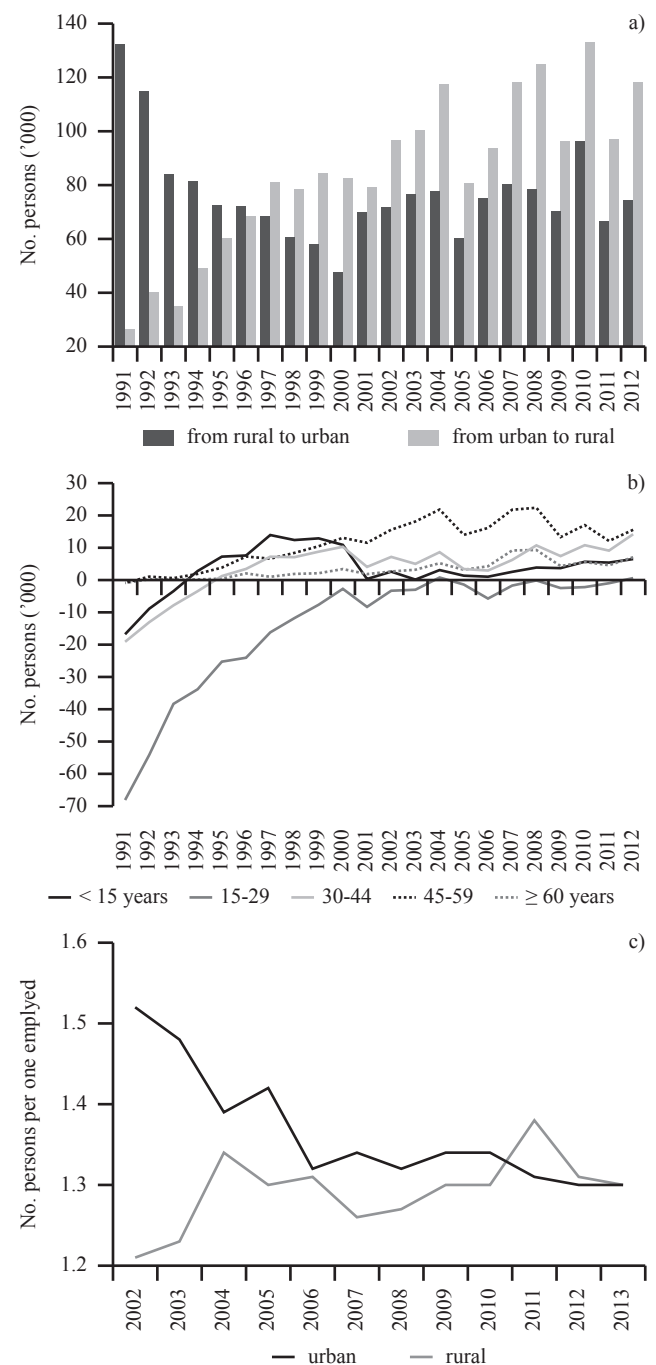 a)
No. persons ('000)
140
120
100
80
60
40
20
1991 1992 1993 1994 1995 1996 1997 1998 1999 2000 2001 2002 2003 2004 2005 2006 2007 2008 2009 2010 2011 2012
from rural to urban from urban to rural
b)
No. persons ('000)
30
20
10
0
-10
-20
-30
-40
-50
-60
-70
1991 1992 1993 1994 1995 1996 1997 1998 1999 2000 2001 2002 2003 2004 2005 2006 2007 2008 2009 2010 2011 2012
< 15 years 15-29 30-44 45-59 ≥ 60 years
c)
No. persons per one emplyed
1.6
1.5
1.4
1.3
1.2
2002 2003 2004 2005 2006 2007 2008 2009 2010 2011 2012 2013
urban rural